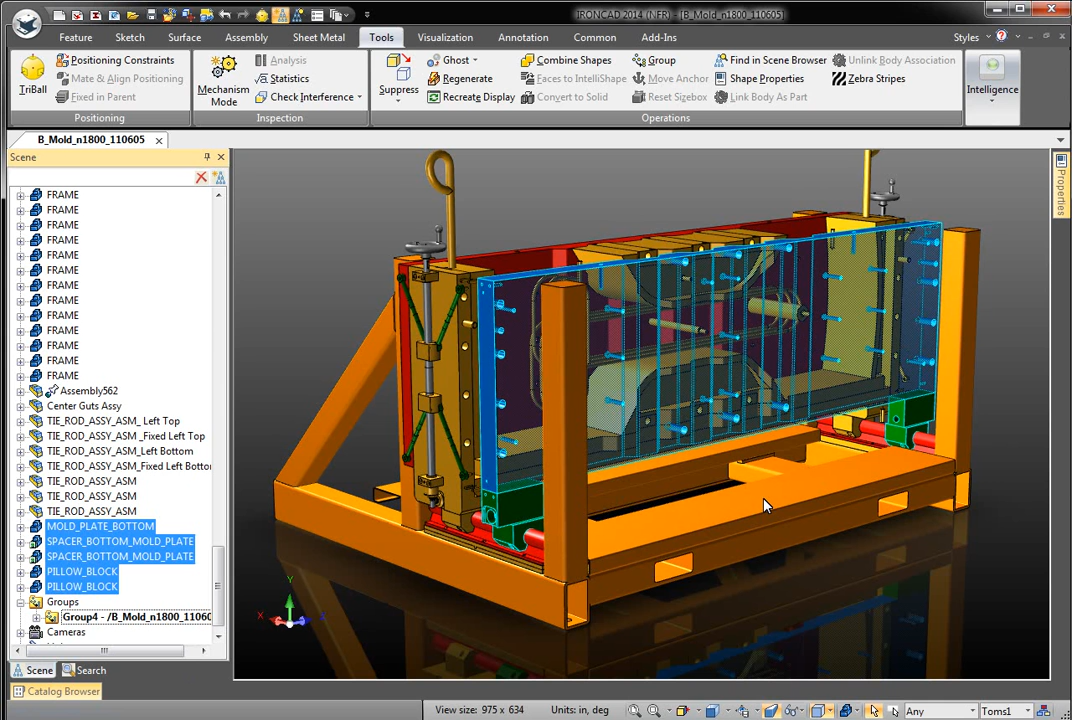 IRONCAD 2014 (NFR) - [B_Mold_n1800_110605]
Feature Sketch Surface Assembly Sheet Metal Tools Visualization Annotation Common Add-Ins Styles
TriBall
Positioning Constraints
Mate & Align Positioning
Fixed in Parent
Positioning
Mechanism Mode
Analysis
Statistics
Check Interference
Inspection
Suppress
Ghost
Regenerate
Recreate Display
Combine Shapes
Faces to IntelliShape
Convert to Solid
Group
Move Anchor
Reset Sizebox
Find in Scene Browser
Shape Properties
Link Body As Part
Unlink Body Association
Zebra Stripes
Operations
Intelligence
B_Mold_n1800_110605
Scene
FRAME
FRAME
FRAME
FRAME
FRAME
FRAME
FRAME
FRAME
FRAME
FRAME
FRAME
FRAME
FRAME
Assembly562
Center Guts Assy
TIE_ROD_ASSY_ASM_ Left Top
TIE_ROD_ASSY_ASM _Fixed Left Top
TIE_ROD_ASSY_ASM_Left Bottom
TIE_ROD_ASSY_ASM_Fixed Left Bottor
TIE_ROD_ASSY_ASM
TIE_ROD_ASSY_ASM
TIE_ROD_ASSY_ASM
MOLD_PLATE_BOTTOM
SPACER_BOTTOM_MOLD_PLATE
SPACER_BOTTOM_MOLD_PLATE
PILLOW_BLOCK
PILLOW_BLOCK
Groups
Group4 - /B_Mold_n1800_1106
Cameras
Scene Search
Catalog Browser
Properties
Y
X
Z
View size: 975 x 634 Units: in, deg Any Toms1